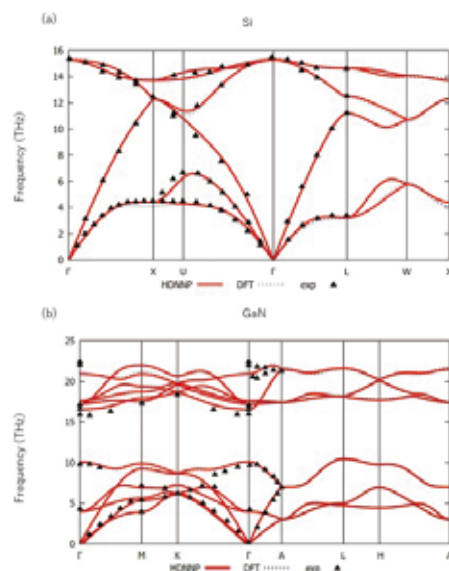 (a)
Si
Frequency (THz)
16
14
12
10
8
6
4
2
0
Γ X U Γ L W X
HDNNP DFT exp
(b)
GaN
Frequency (THz)
25
20
15
10
5
0
Γ M K Γ A L H A
HDNNP DFT exp